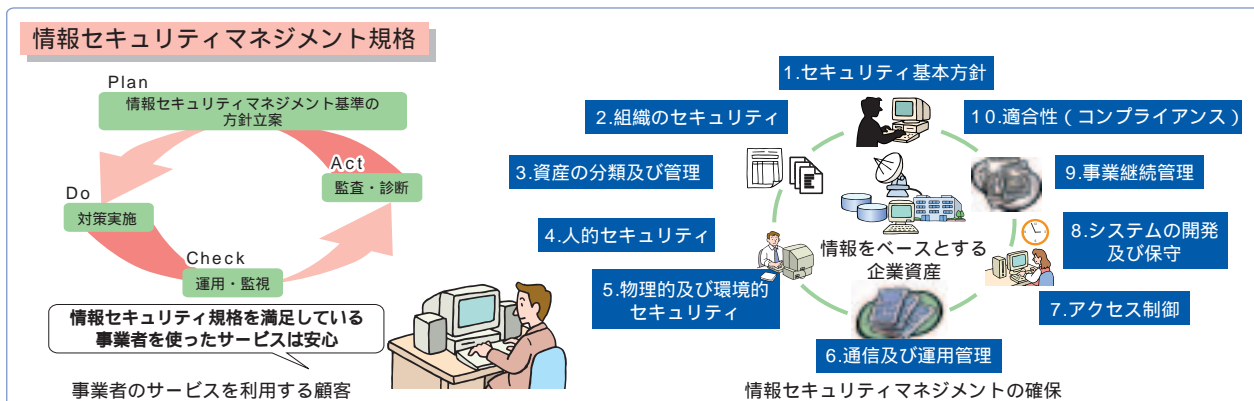 情報セキュリティマネジメント規格
Plan
情報セキュリティマネジメント基準の
方針立案
Act
監査・診断
Do
対策実施
Check
運用・監視
情報セキュリティ規格を満足している
事業者を使ったサービスは安心
事業者のサービスを利用する顧客
1.セキュリティ基本方針
2.組織のセキュリティ
10.適合性（コンプライアンス）
3.資産の分類及び管理
9.事業継続管理
4.人的セキュリティ
8.システムの開発
及び保守
情報をベースとする
企業資産
5.物理的及び環境的
セキュリティ
7.アクセス制御
6.通信及び運用管理
情報セキュリティマネジメントの確保